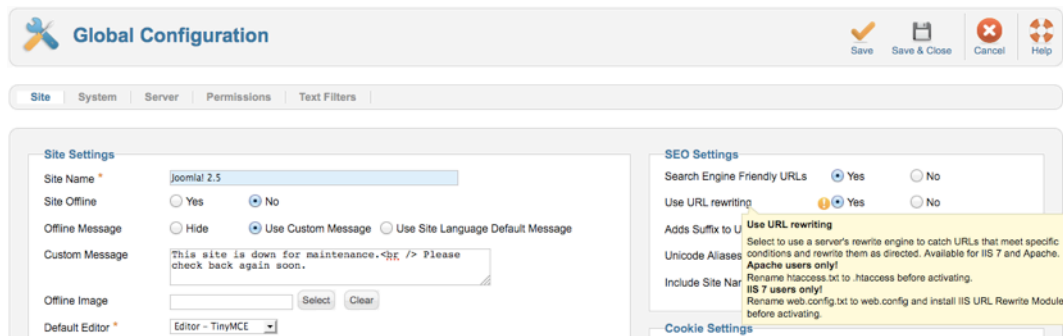 Global Configuration
Save Save & Close Cancel Help
Site System Server Permissions Text Filters
Site Settings
Site Name * Joomla! 2.5
Site Offline Yes No
Offline Message Hide Use Custom Message Use Site Language Default Message
Custom Message This site is down for maintenance.<br /> Please
check back again soon.
Offline Image Select Clear
Default Editor * Editor - TinyMCE
SEO Settings
Search Engine Friendly URLs Yes No
Use URL rewriting Yes No
Adds Suffix to U
Unicode Aliases
Include Site Nar
Use URL rewriting
Select to use a server's rewrite engine to catch URLs that meet specific
conditions and rewrite them as directed. Available for IIS 7 and Apache.
Apache users only!
Rename htaccess.txt to .htaccess before activating.
IIS 7 users only!
Rename web.config.txt to web.config and install IIS URL Rewrite Module
before activating.
Cookie Settings